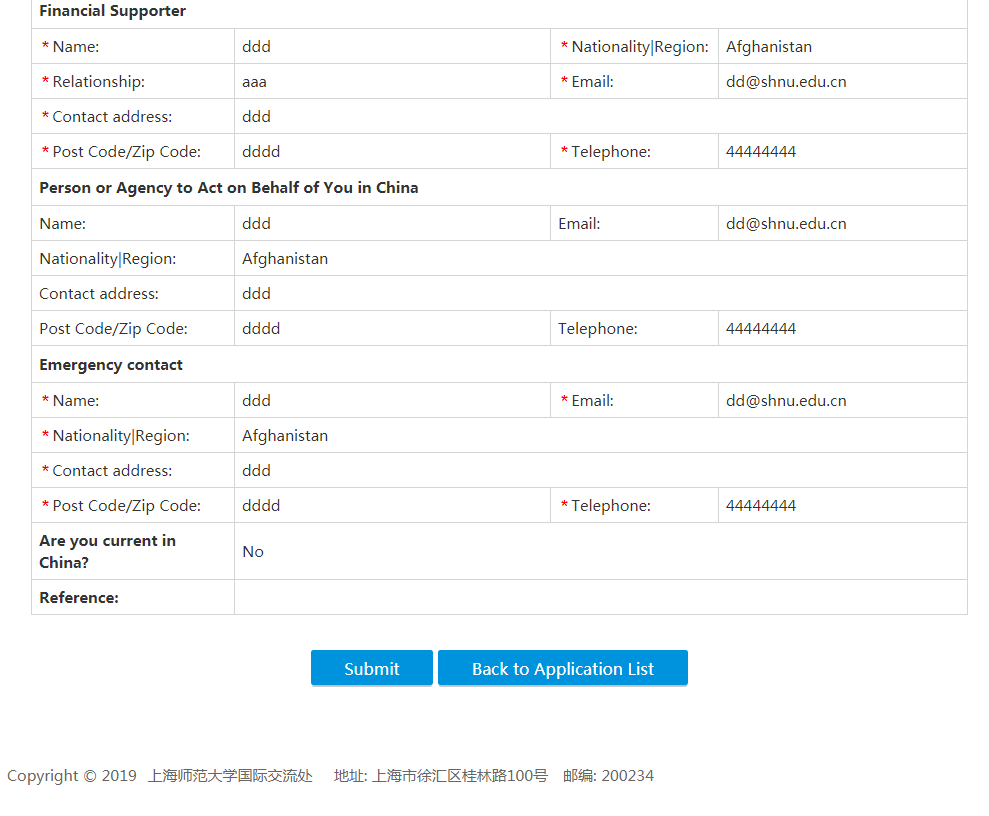 Financial Supporter
* Name: ddd * Nationality|Region: Afghanistan
* Relationship: aaa * Email: dd@shnu.edu.cn
* Contact address: ddd
* Post Code/Zip Code: dddd * Telephone: 44444444
Person or Agency to Act on Behalf of You in China
Name: ddd Email: dd@shnu.edu.cn
Nationality|Region: Afghanistan
Contact address: ddd
Post Code/Zip Code: dddd Telephone: 44444444
Emergency contact
* Name: ddd * Email: dd@shnu.edu.cn
* Nationality|Region: Afghanistan
* Contact address: ddd
* Post Code/Zip Code: dddd * Telephone: 44444444
Are you current in
China?
No
Reference:
Submit Back to Application List
Copyright © 2019 上海师范大学国际交流处 地址: 上海市徐汇区桂林路100号 邮编: 200234